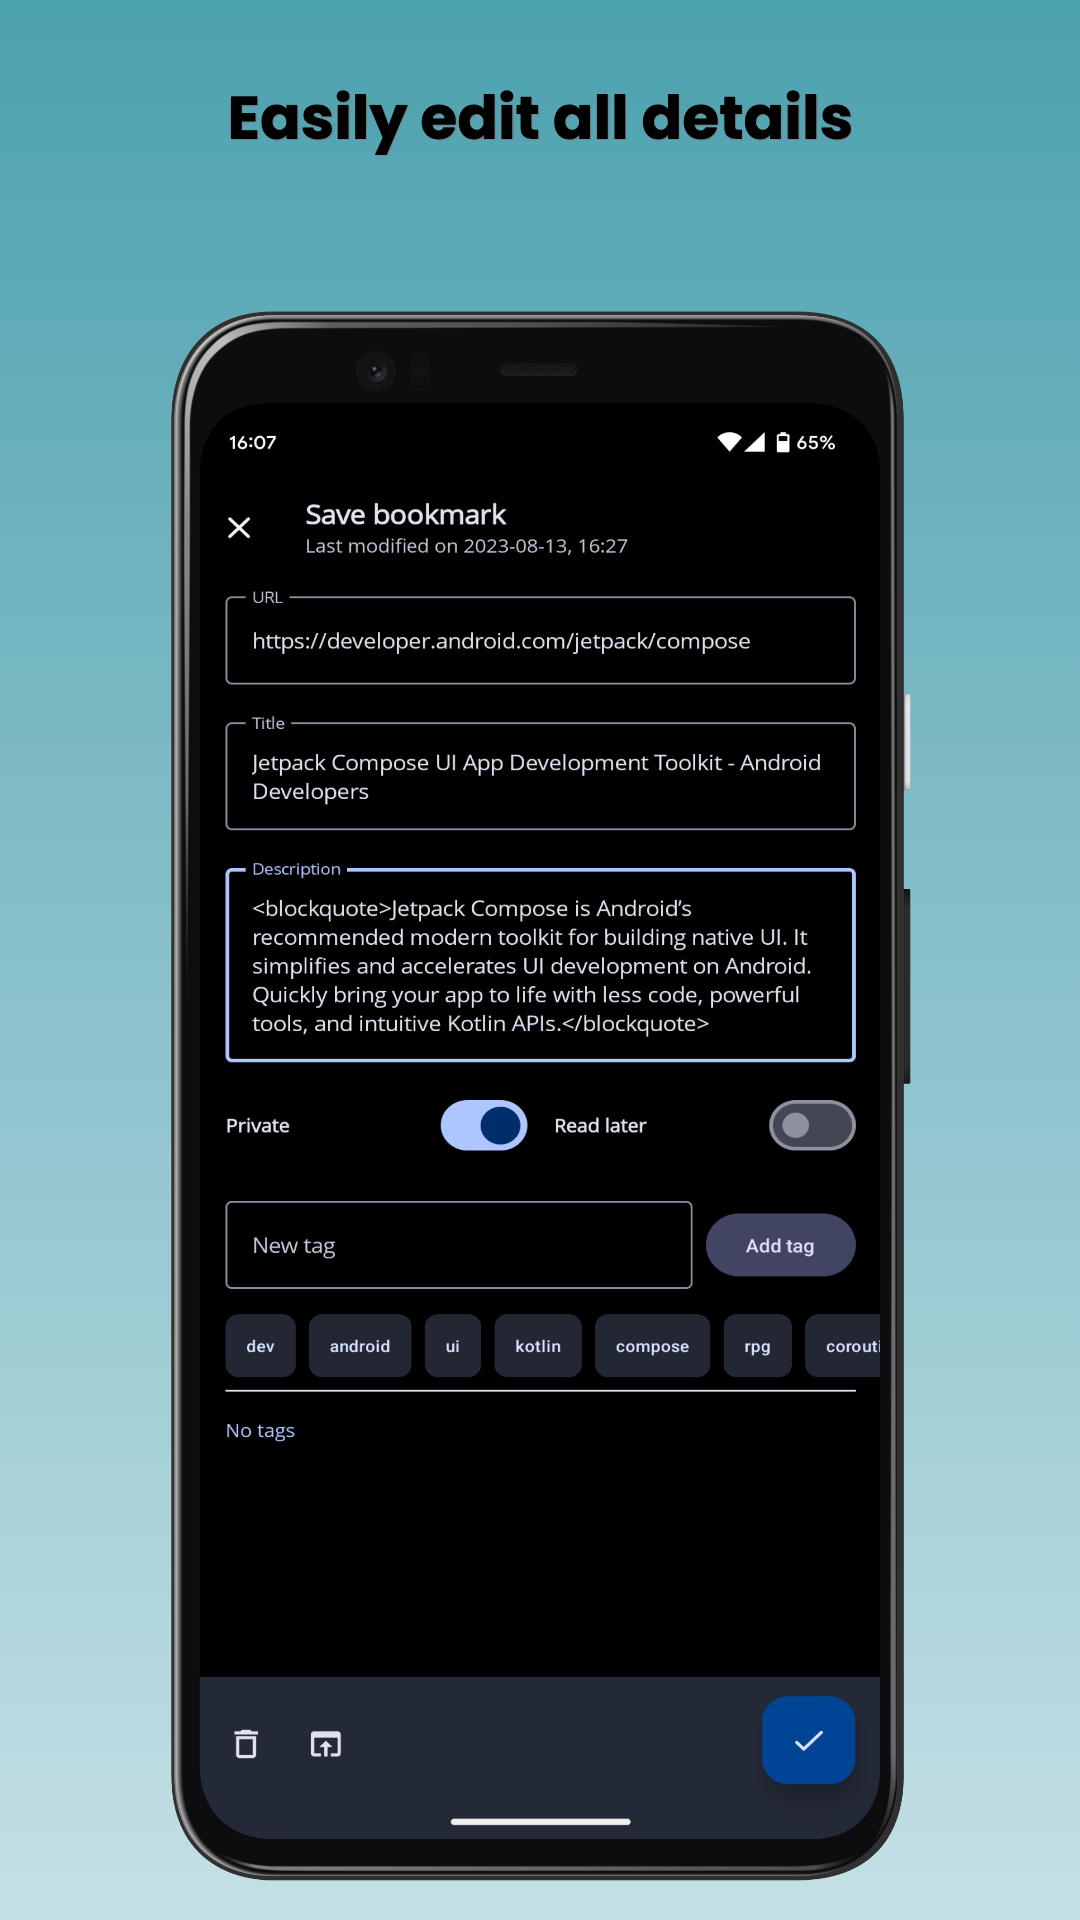 Easily edit all details
16:07
65%
Save bookmark
Last modified on 2023-08-13, 16:27
URL
https://developer.android.com/jetpack/compose
Title
Jetpack Compose UI App Development Toolkit - Android
Developers
Description
<blockquote>Jetpack Compose is Android’s
recommended modern toolkit for building native UI. It
simplifies and accelerates UI development on Android.
Quickly bring your app to life with less code, powerful
tools, and intuitive Kotlin APIs.</blockquote>
Private
Read later
New tag
Add tag
dev android ui kotlin compose rpg corouti
No tags